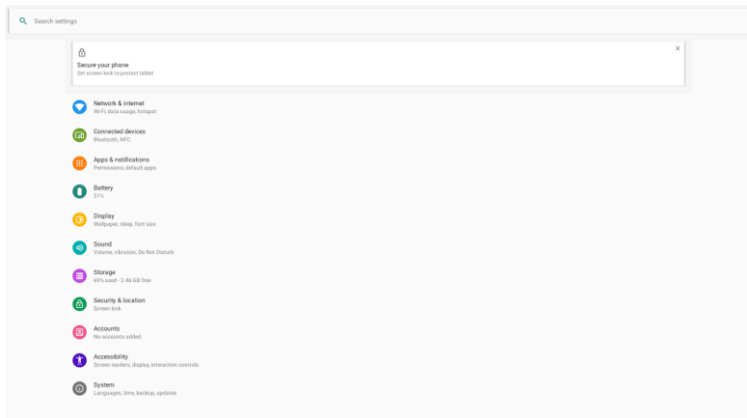 Search settings
Secure your phone
Set screen lock to protect tablet
Network & internet
Wi-Fi, data usage, hotspot
Connected devices
Bluetooth, NFC
Apps & notifications
Permissions, default apps
Battery
51%
Display
Wallpaper, sleep, font size
Sound
Volume, vibration, Do Not Disturb
Storage
69% used - 2.46 GB free
Security & location
Screen lock
Accounts
No accounts added
Accessibility
Screen readers, display, interaction controls
System
Languages, time, backup, updates